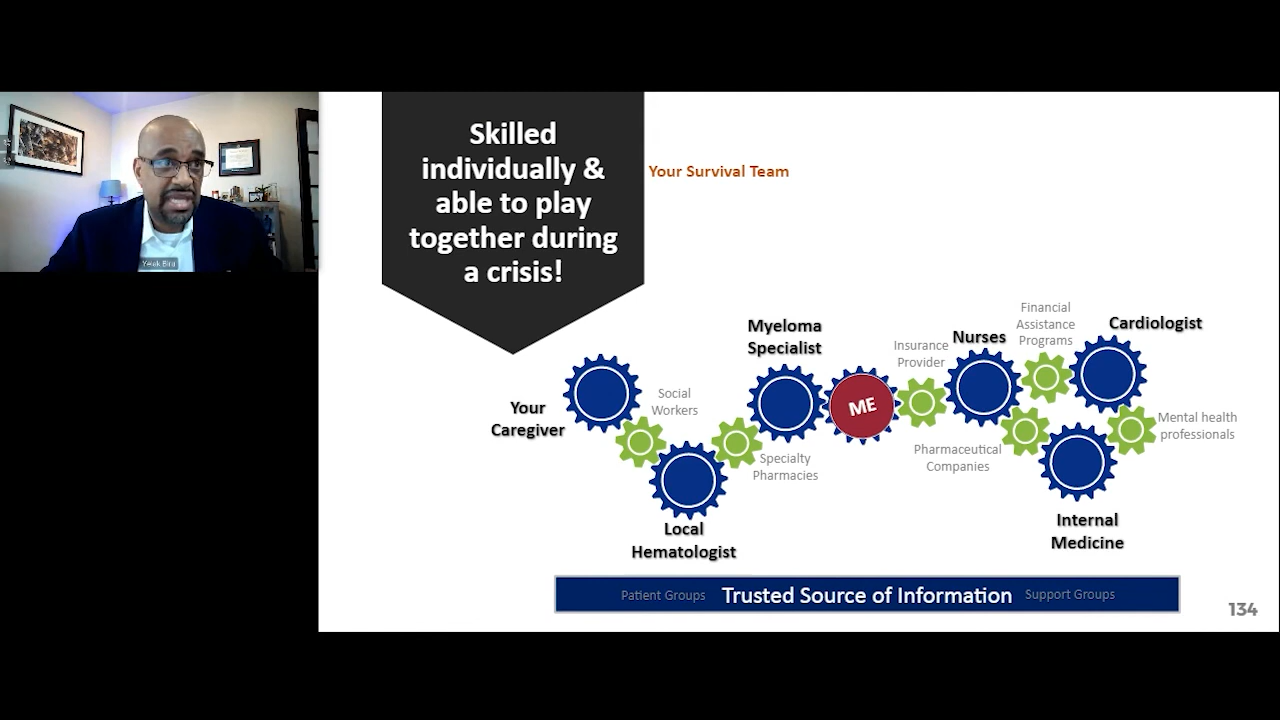 Skilled
individually &
able to play
together during
a crisis!
Your Survival Team
Yelak Biru
Your
Caregiver
Social
Workers
Local
Hematologist
Specialty
Pharmacies
Myeloma
Specialist
ME
Insurance
Provider
Nurses
Pharmaceutical
Companies
Financial
Assistance
Programs
Cardiologist
Mental health
professionals
Internal
Medicine
Patient Groups Trusted Source of Information Support Groups
134